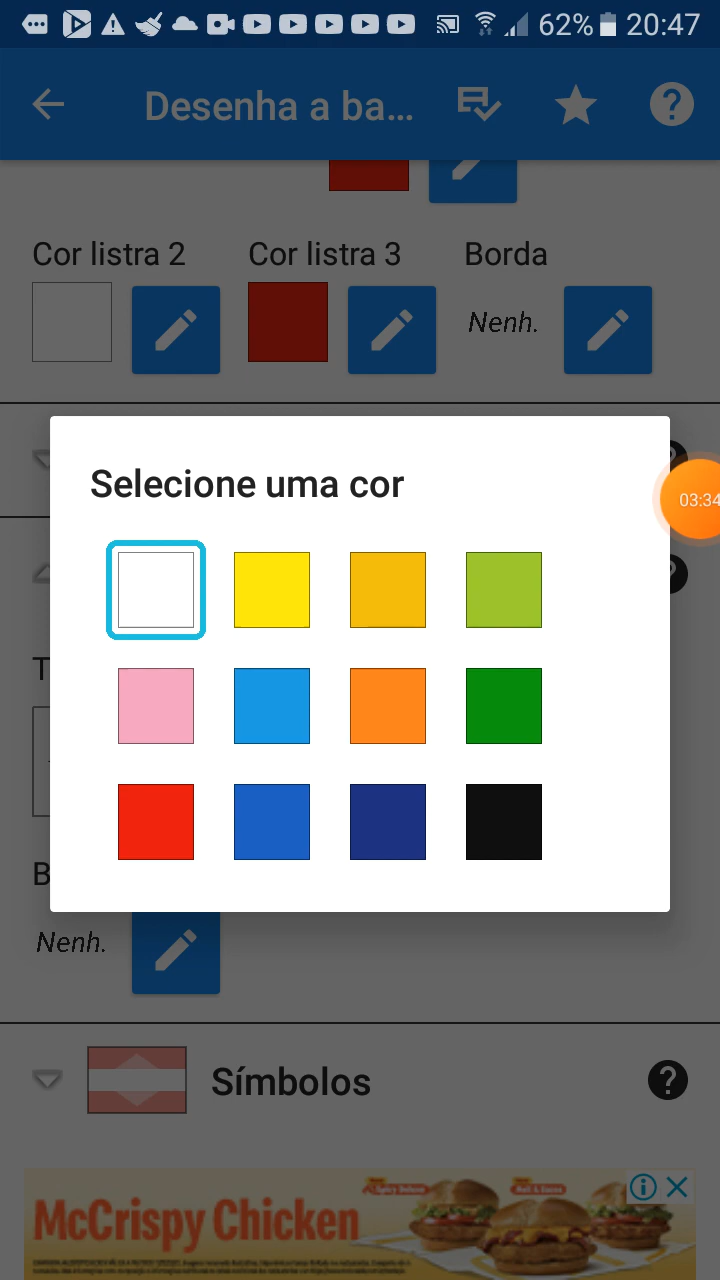 62% 20:47
Desenha a ba...
Cor listra 2 Cor listra 3 Borda
Nenh.
Selecione uma cor
03:34
T
B
Nenh.
Símbolos
McCrispy Chicken